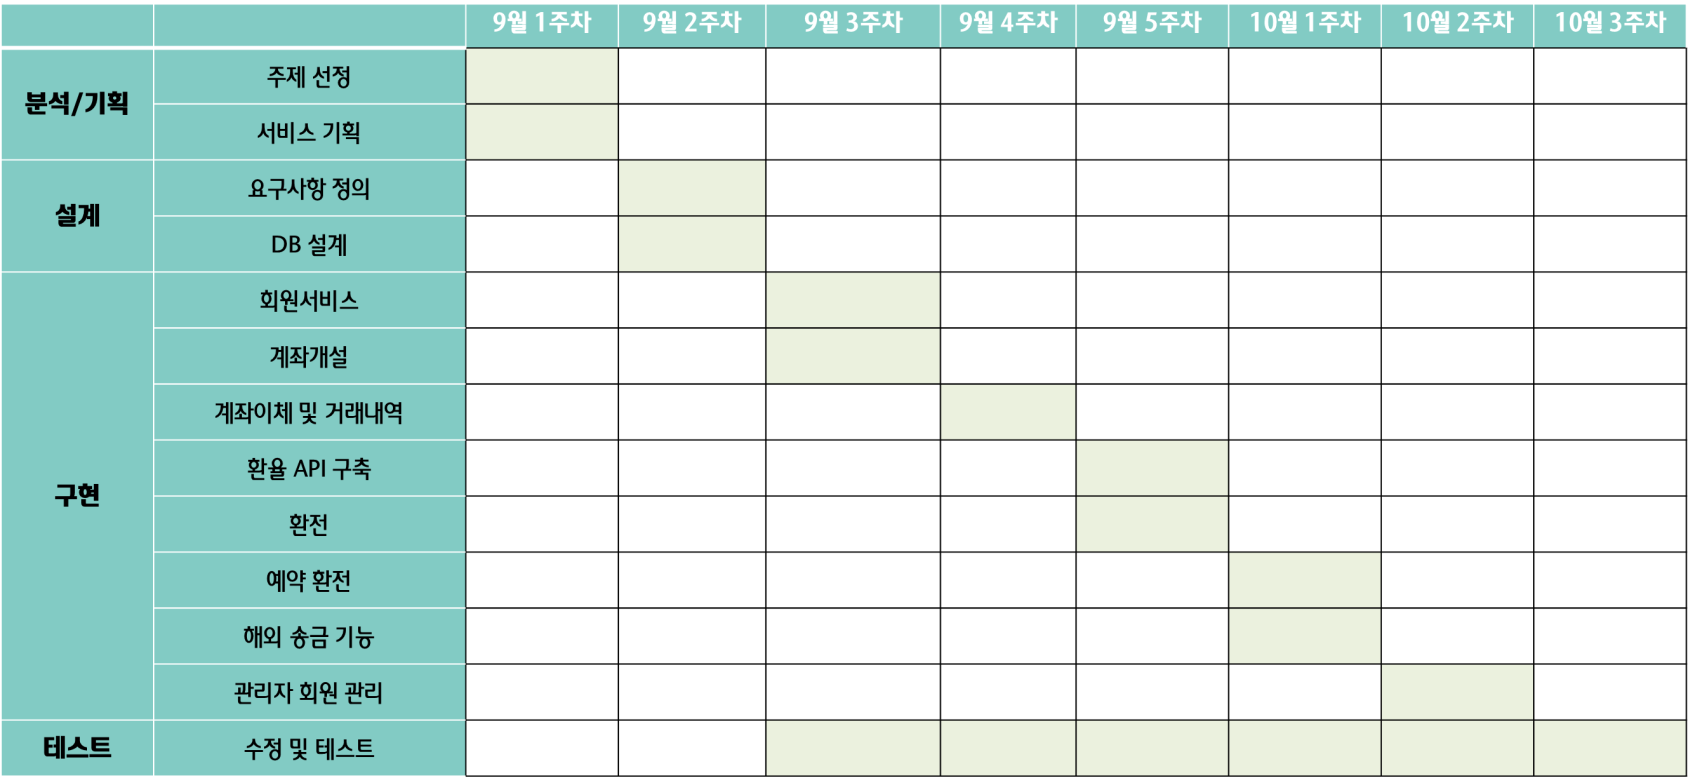 9월 1주차 9월 2주차 9월 3주차 9월 4주차 9월 5주차 10월 1주차 10월 2주차 10월 3주차
분석/기획
주제 선정
서비스 기획
설계
요구사항 정의
DB 설계
구현
회원서비스
계좌개설
계좌이체 및 거래내역
환율 API 구축
환전
예약 환전
해외 송금 기능
관리자 회원 관리
테스트
수정 및 테스트